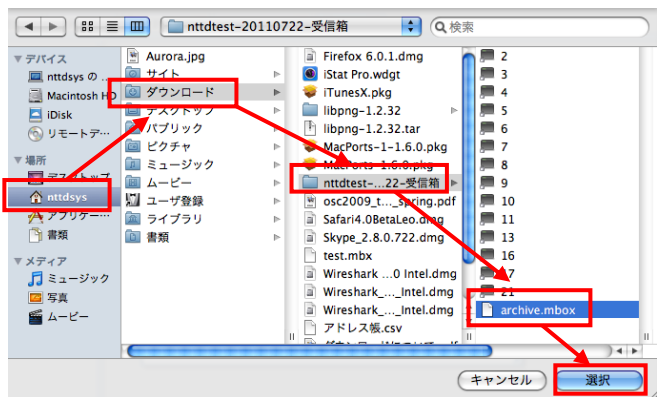 nttdtest-20110722-受信箱
検索
デバイス
nttdsys の ...
Macintosh HD
iDisk
リモートデ…
場所
デスクトップ
nttdsys
アプリケー…
書類
メディア
ミュージック
写真
ムービー
Aurora.jpg
サイト
ダウンロード
デスクトップ
パブリック
ピクチャ
ミュージック
ムービー
ユーザ登録
ライブラリ
書類
Firefox 6.0.1.dmg
iStat Pro.wdgt
iTunesX.pkg
libpng-1.2.32
libpng-1.2.32.tar
MacPorts-1-1.6.0.pkg
MacPorts-1.6.0.pkg
nttdtest-...22-受信箱
osc2009_t..._spring.pdf
Safari4.0BetaLeo.dmg
Skype_2.8.0.722.dmg
test.mbx
Wireshark ...0 Intel.dmg
Wireshark_..._Intel.dmg
Wireshark_..._Intel.dmg
アドレス帳.csv
2
3
4
5
6
7
8
9
10
11
13
16
17
21
archive.mbox
キャンセル
選択